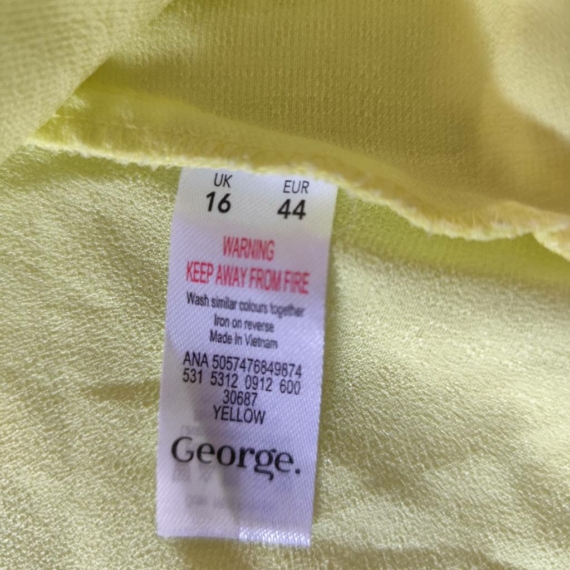 UK EUR
16 44
WARNING
KEEP AWAY FROM FIRE
Wash similar colours together
Iron on reverse
Made In Vietnam
ANA 5057476849874
531 5312 0912 600
30687
YELLOW
George.